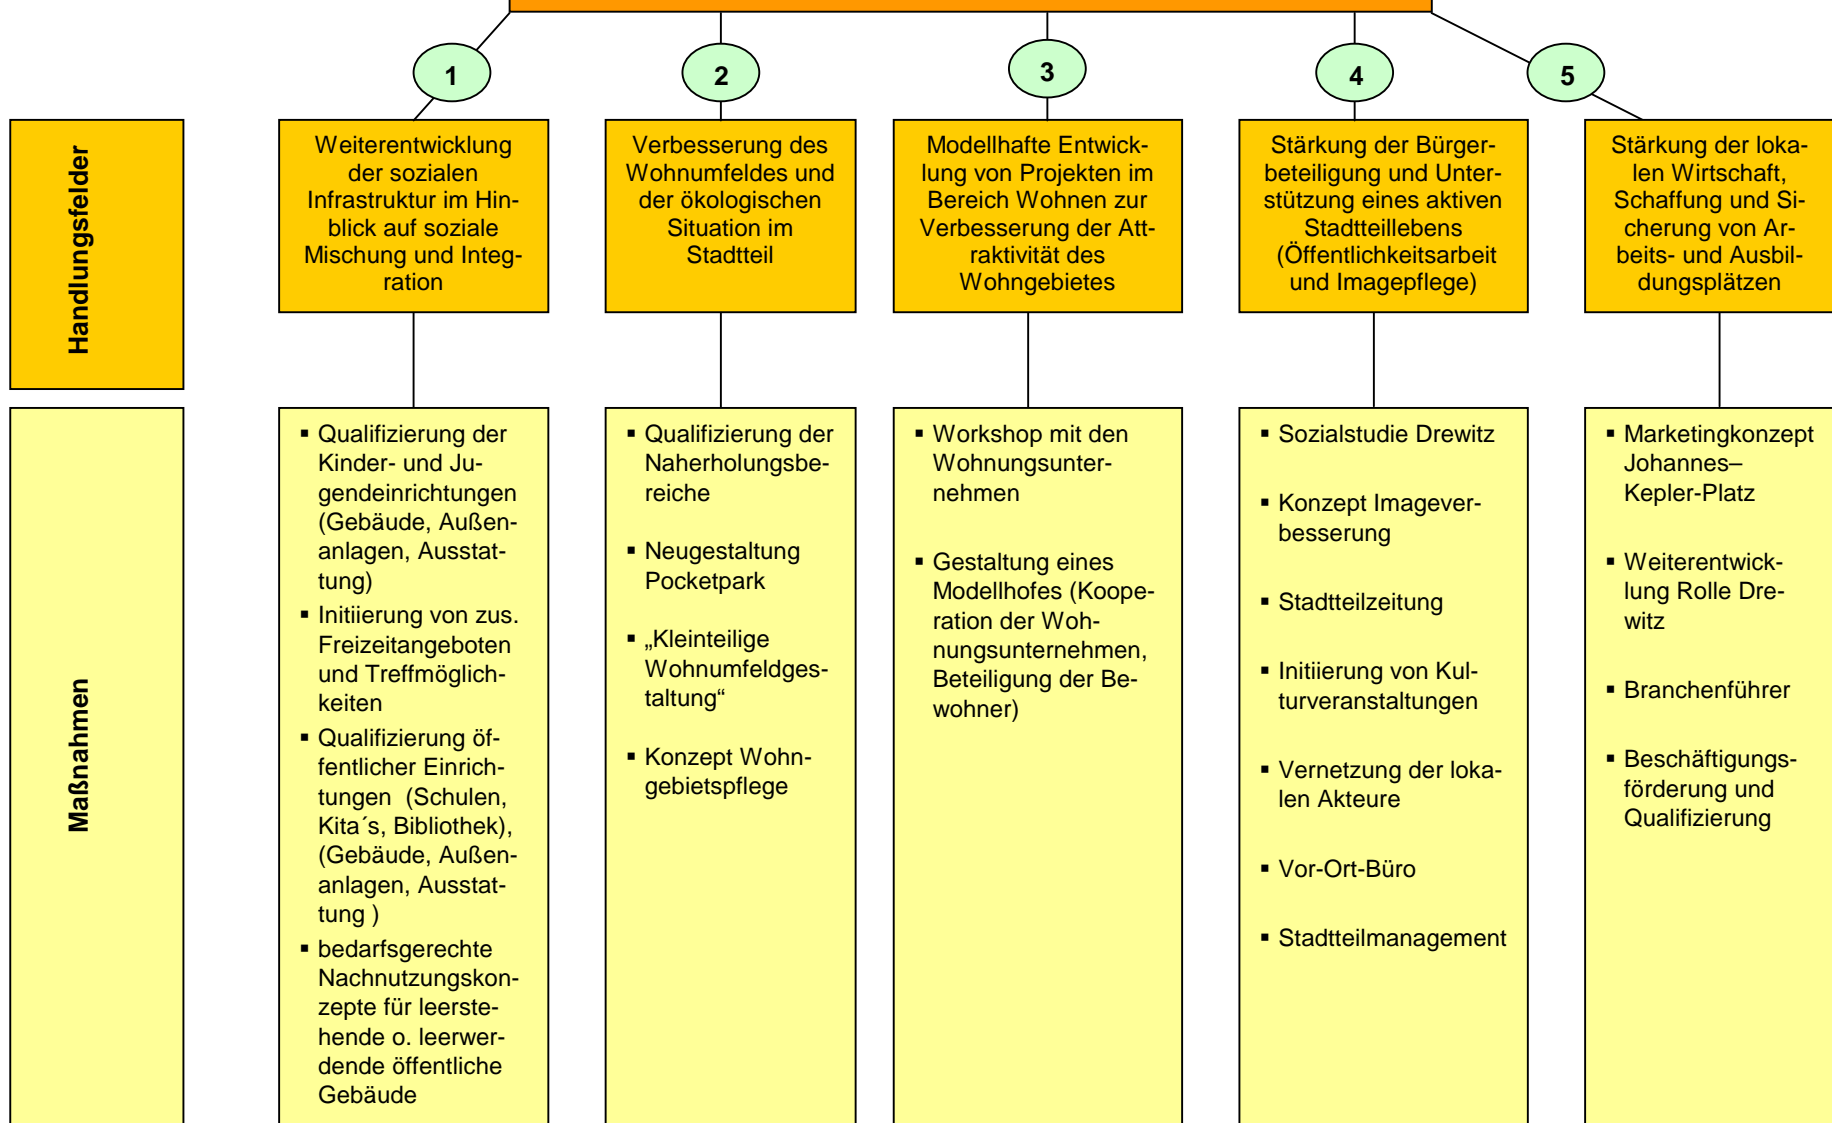 1
2
3
4
5
Handlungsfelder
Weiterentwicklung
der sozialen
Infrastruktur im Hin-
blick auf soziale
Mischung und Integ-
ration
Verbesserung des
Wohnumfeldes und
der ökologischen
Situation im
Stadtteil
Modellhafte Entwick-
lung von Projekten im
Bereich Wohnen zur
Verbesserung der Att-
raktivität des
Wohngebietes
Stärkung der Bürger-
beteiligung und Unter-
stützung eines aktiven
Stadtteillebens
(Öffentlichkeitsarbeit
und Imagepflege)
Stärkung der loka-
len Wirtschaft,
Schaffung und Si-
cherung von Ar-
beits- und Ausbil-
dungsplätzen
Maßnahmen
▪ Qualifizierung der
Kinder- und Ju-
gendeinrichtungen
(Gebäude, Außen-
anlagen, Ausstat-
tung)
▪ Initiierung von zus.
Freizeitangeboten
und Treffmöglich-
keiten
▪ Qualifizierung öf-
fentlicher Einrich-
tungen (Schulen,
Kita´s, Bibliothek),
(Gebäude, Außen-
anlagen, Ausstat-
tung )
▪ bedarfsgerechte
Nachnutzungskon-
zepte für leerste-
hende o. leerwer-
dende öffentliche
Gebäude
▪ Qualifizierung der
Naherholungsbe-
reiche
▪ Neugestaltung
Pocketpark
▪ „Kleinteilige
Wohnumfeldges-
taltung“
▪ Konzept Wohn-
gebietspflege
▪ Workshop mit den
Wohnungsunter-
nehmen
▪ Gestaltung eines
Modellhofes (Koope-
ration der Woh-
nungsunternehmen,
Beteiligung der Be-
wohner)
▪ Sozialstudie Drewitz
▪ Konzept Imagever-
besserung
▪ Stadtteilzeitung
▪ Initiierung von Kul-
turveranstaltungen
▪ Vernetzung der loka-
len Akteure
▪ Vor-Ort-Büro
▪ Stadtteilmanagement
▪ Marketingkonzept
Johannes–
Kepler-Platz
▪ Weiterentwick-
lung Rolle Dre-
witz
▪ Branchenführer
▪ Beschäftigungs-
förderung und
Qualifizierung